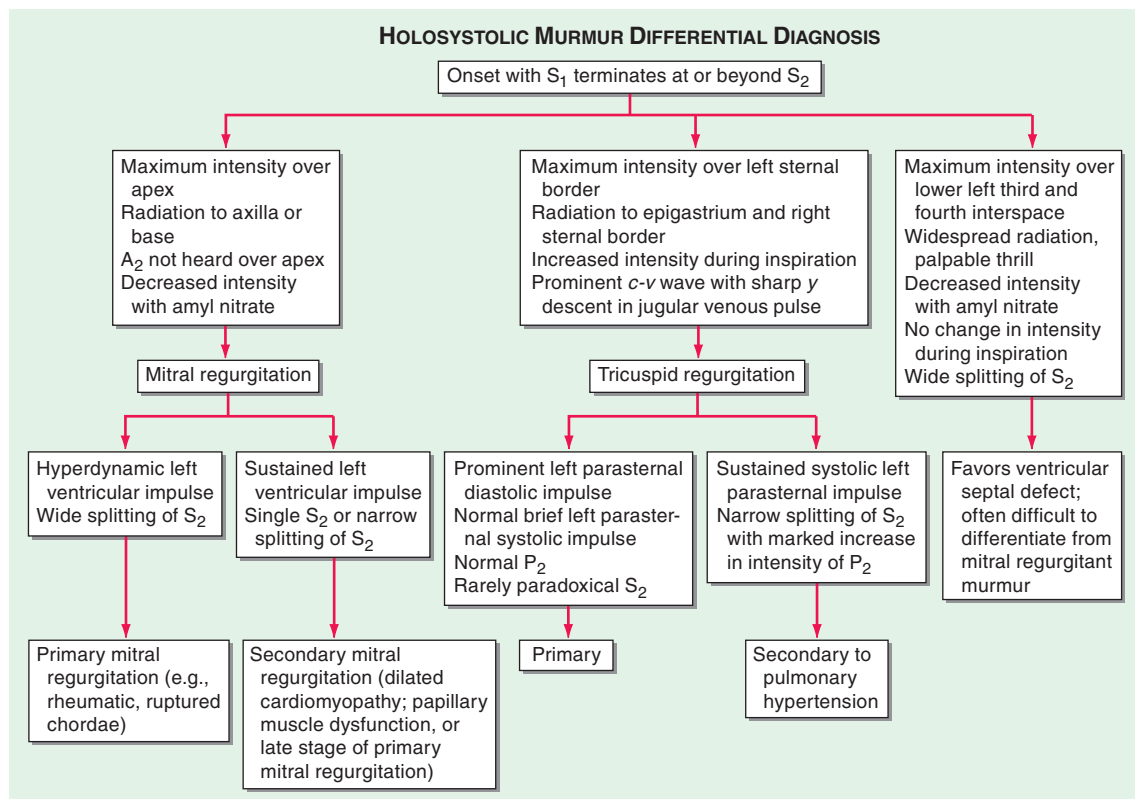 HOLOSYSTOLIC MURMUR DIFFERENTIAL DIAGNOSIS
Onset with S1 terminates at or beyond S2
Maximum intensity over
apex
Radiation to axilla or
base
A2 not heard over apex
Decreased intensity
with amyl nitrate
Maximum intensity over left sternal
border
Radiation to epigastrium and right
sternal border
Increased intensity during inspiration
Prominent c-v wave with sharp y
descent in jugular venous pulse
Maximum intensity over
lower left third and
fourth interspace
Widespread radiation,
palpable thrill
Decreased intensity
with amyl nitrate
No change in intensity
during inspiration
Wide splitting of S2
Mitral regurgitation
Tricuspid regurgitation
Hyperdynamic left
ventricular impulse
Wide splitting of S2
Sustained left
ventricular impulse
Single S2 or narrow
splitting of S2
Prominent left parasternal
diastolic impulse
Normal brief left paraster-
nal systolic impulse
Normal P2
Rarely paradoxical S2
Sustained systolic left
parasternal impulse
Narrow splitting of S2
with marked increase
in intensity of P2
Favors ventricular
septal defect;
often difficult to
differentiate from
mitral regurgitant
murmur
Primary mitral
regurgitation (e.g.,
rheumatic, ruptured
chordae)
Secondary mitral
regurgitation (dilated
cardiomyopathy; papillary
muscle dysfunction, or
late stage of primary
mitral regurgitation)
Primary
Secondary to
pulmonary
hypertension